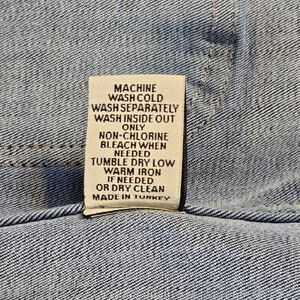 MACHINE
WASH COLD
WASH SEPARATELY
WASH INSIDE OUT
ONLY
NON-CHLORINE
BLEACH WHEN
NEEDED
TUMBLE DRY LOW
WARM IRON
IF NEEDED
OR DRY CLEAN
MADE IN TURKEY